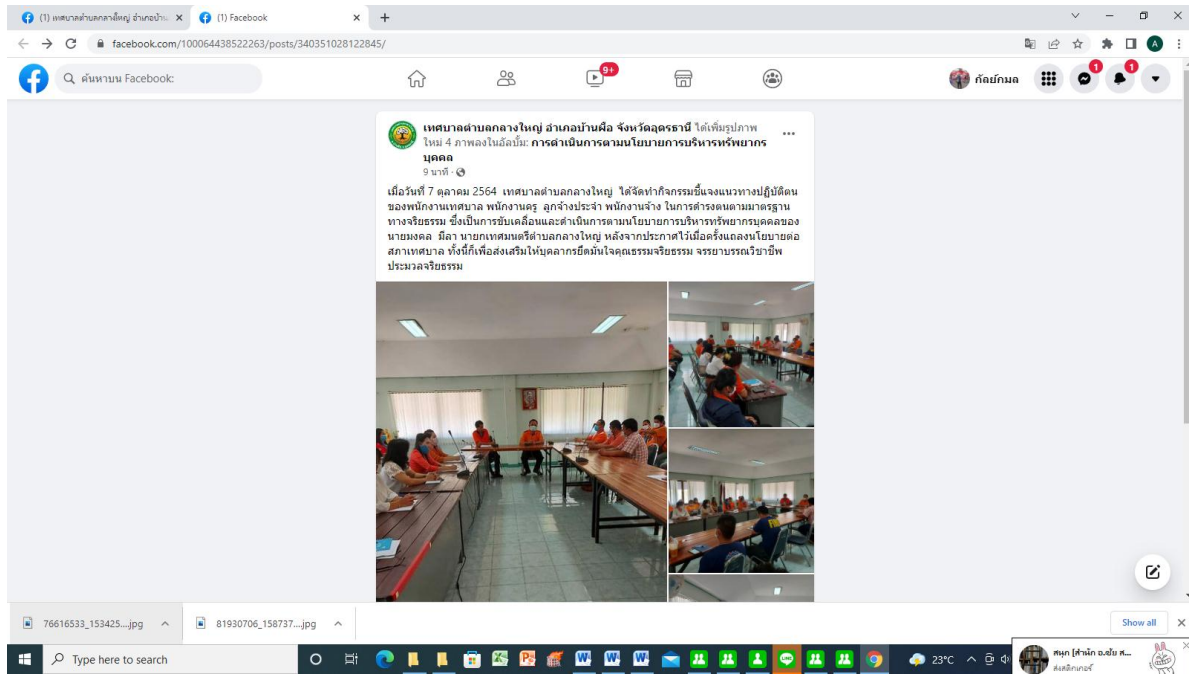 (1) เทศบาลตำบลกลางใหญ่ อำเภอบ้าน
(1) Facebook
facebook.com/100064438522263/posts/340351028122845/
A
ค้นหาบน Facebook:
9+
กัลย์กมล
1
1
เทศบาลตำบลกลางใหญ่ อำเภอบ้านผือ จังหวัดอุดรธานี ได้เพิ่มรูปภาพ
ใหม่ 4 ภาพลงในอัลบั้ม: การดำเนินการตามนโยบายการบริหารทรัพยากร
บุคคล
9 นาที ·
เมื่อวันที่ 7 ตุลาคม 2564 เทศบาลตำบลกลางใหญ่ ได้จัดทำกิจกรรมชี้แจงแนวทางปฏิบัติตน
ของพนักงานเทศบาล พนักงานครู ลูกจ้างประจำ พนักงานจ้าง ในการดำรงตนตามมาตรฐาน
ทางจริยธรรม ซึ่งเป็นการขับเคลื่อนและดำเนินการตามนโยบายการบริหารทรัพยากรบุคคลของ
นายมงคล มีลา นายกเทศมนตรีตำบลกลางใหญ่ หลังจากประกาศไว้เมื่อครั้งแถลงนโยบายต่อ
สภาเทศบาล ทั้งนี้ก็เพื่อส่งเสริมให้บุคลากรยึดมั่นใจคุณธรรมจริยธรรม จรรยาบรรณวิชาชีพ
ประมวลจริยธรรม
76616533_153425....jpg
81930706_158737....jpg
Show all
Type here to search
23°C
สนุก [สำนัก อ.ชัย ส...
ส่งสติกเกอร์